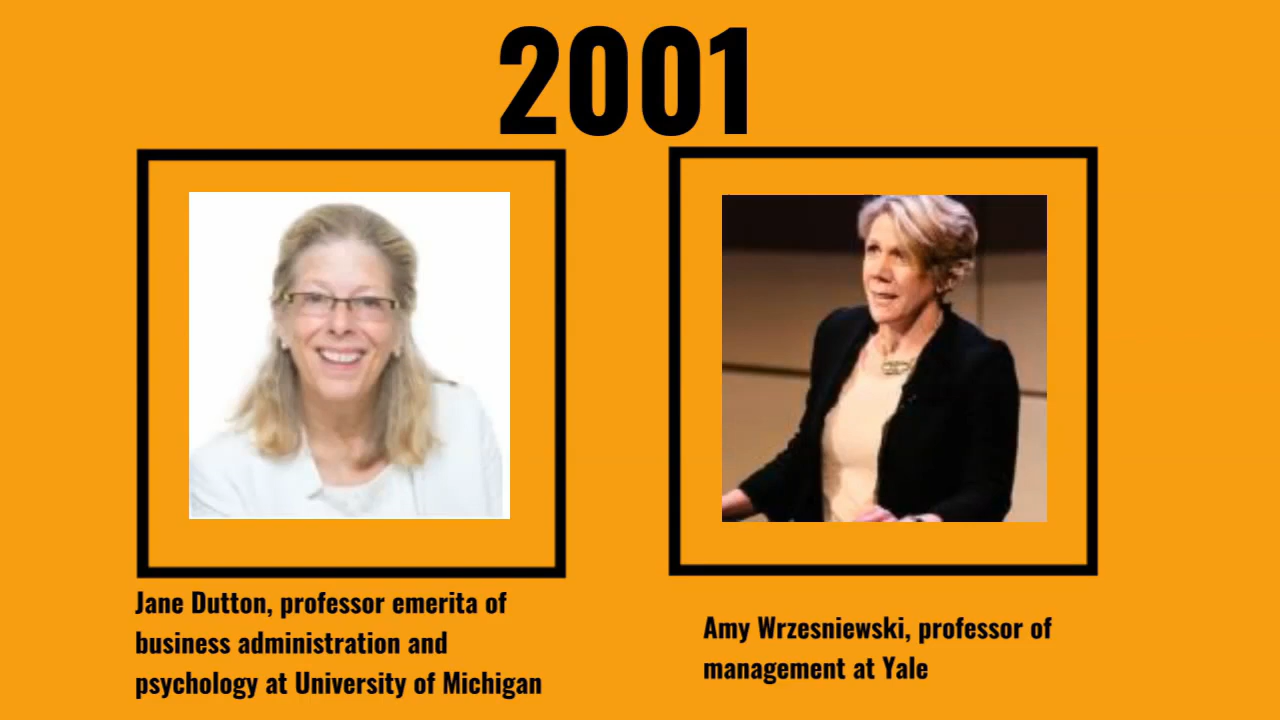 2001
Jane Dutton, professor emerita of
business administration and
psychology at University of Michigan
Amy Wrzesniewski, professor of
management at Yale